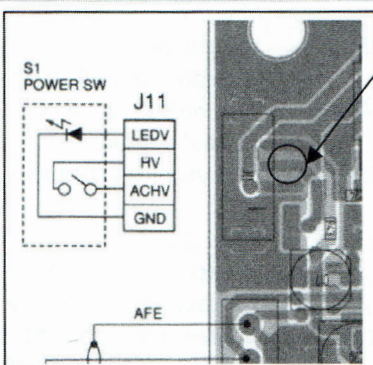 S1
POWER SW
J11
LEDV
HV
ACHV
GND
AFE